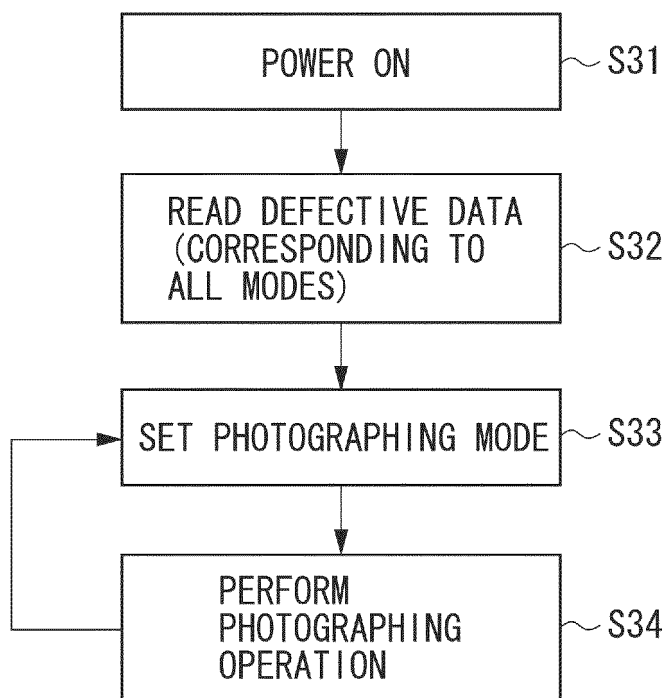 POWER ON
S31
READ DEFECTIVE DATA
(CORRESPONDING TO
ALL MODES)
S32
SET PHOTOGRAPHING MODE
S33
PERFORM
PHOTOGRAPHING
OPERATION
S34